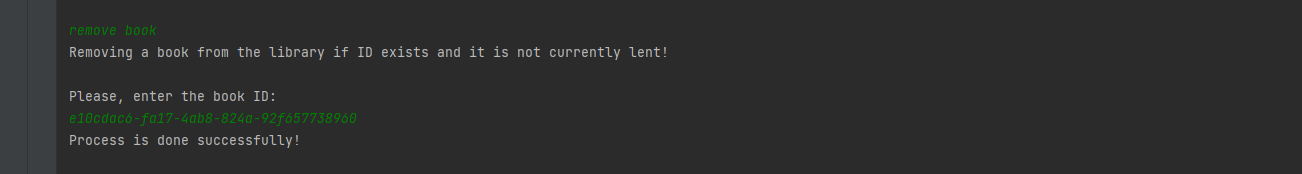 remove book
Removing a book from the library if ID exists and it is not currently lent!
Please, enter the book ID:
e10cdac6-fa17-4ab8-824a-92f657738960
Process is done successfully!